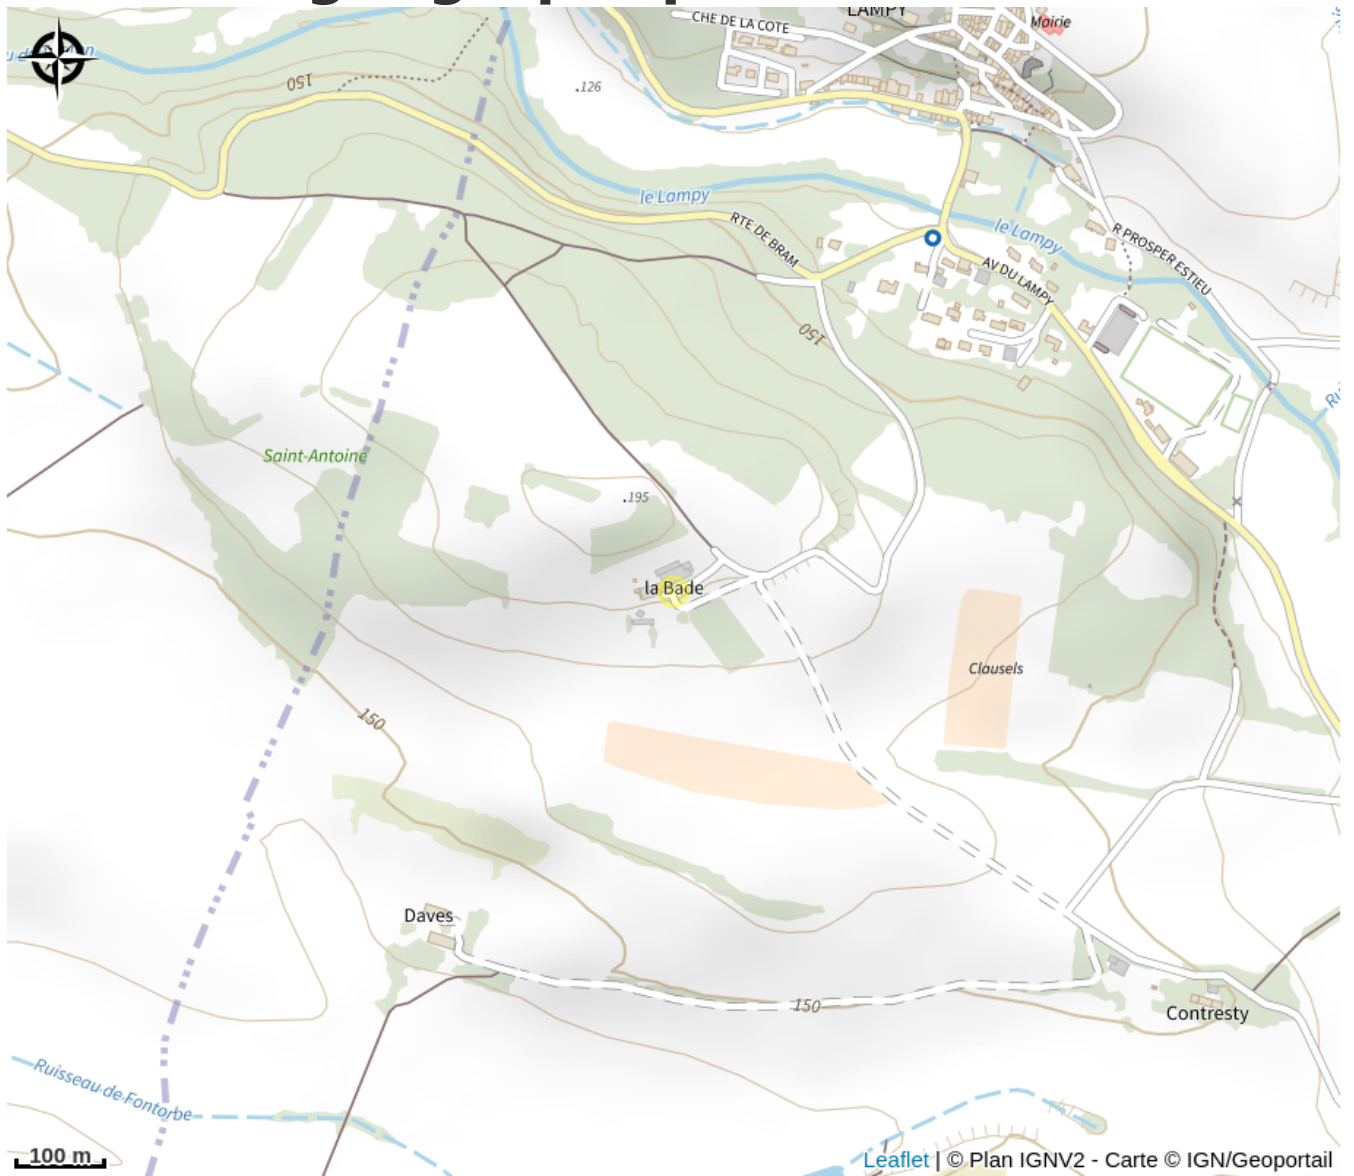 LAMPY
Mairie
CHE DE LA COTE
150
.126
le Lampy
RTE DE BRAM
le Lampy
R PROSPER ESTIEU
AV DU LAMPY
150
Saint-Antoine
.195
la Bade
Clausels
150
Daves
150
Contresty
Ruisseau de Fontorbe
100 m
Leaflet | © Plan IGNV2 - Carte © IGN/Geoportail